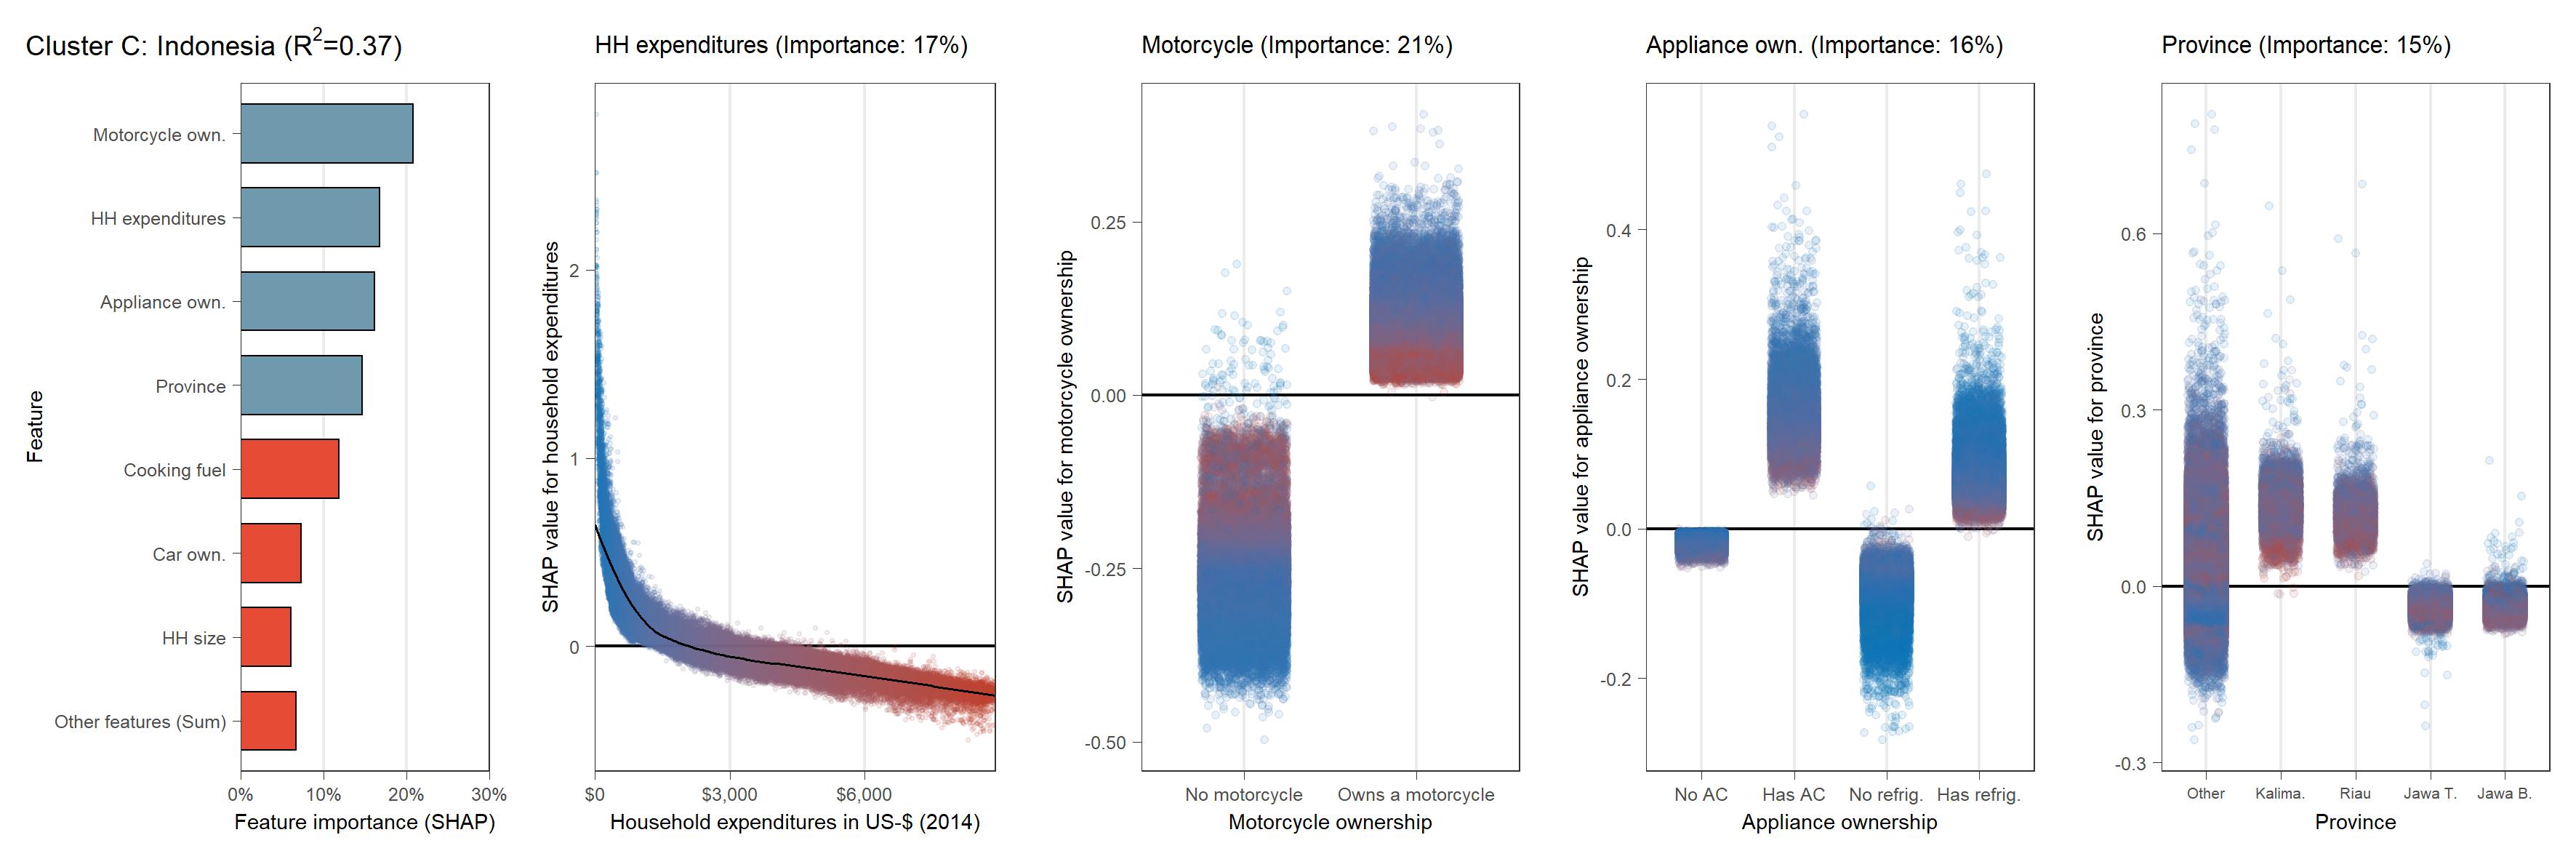 Cluster C: Indonesia (R2=0.37)
Feature
Motorcycle own.
HH expenditures
Appliance own.
Province
Cooking fuel
Car own.
HH size
Other features (Sum)
0% 10% 20% 30%
Feature importance (SHAP)
HH expenditures (Importance: 17%)
SHAP value for household expenditures
2
1
0
$0 $3,000 $6,000
Household expenditures in US-$ (2014)
Motorcycle (Importance: 21%)
SHAP value for motorcycle ownership
0.25
0.00
-0.25
-0.50
No motorcycle Owns a motorcycle
Motorcycle ownership
Appliance own. (Importance: 16%)
SHAP value for appliance ownership
0.4
0.2
0.0
-0.2
No AC Has AC No refrig. Has refrig.
Appliance ownership
Province (Importance: 15%)
SHAP value for province
0.6
0.3
0.0
-0.3
Other Kalima. Riau Jawa T. Jawa B.
Province